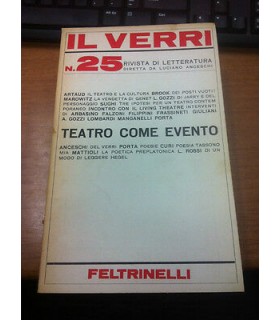 IL VERRI
N. 25 RIVISTA DI LETTERATURA
DIRETTA DA LUCIANO ANCESCHI
ARTAUD IL TEATRO E LA CULTURA BEDOE DEI POSTI VUOTI
MAROWITZ LA VENDETTA DI GENET L. GOZZI DI JARRY E DEL
PERSONAGGIO SUGHI TRE IPOTESI PER UN TEATRO CONTEM
PORANEO INCONTRO CON IL LIVING THEATRE INTERVENTI
DI ARBASINO FALZONI FILIPPINI FRASSINETI GIULIANI
A. GOZZI LOMBARDI MANGANELLI PORTA
TEATRO COME EVENTO
ANCESCHI DEL VERRI PORTA POESIE CURI POESIA TABBONO
MIA MATTIOLI LA POETICA PREPLATONICA L. ROSSI DI UN
MODO DI LEGGERE HEGEL
FELTRINELLI